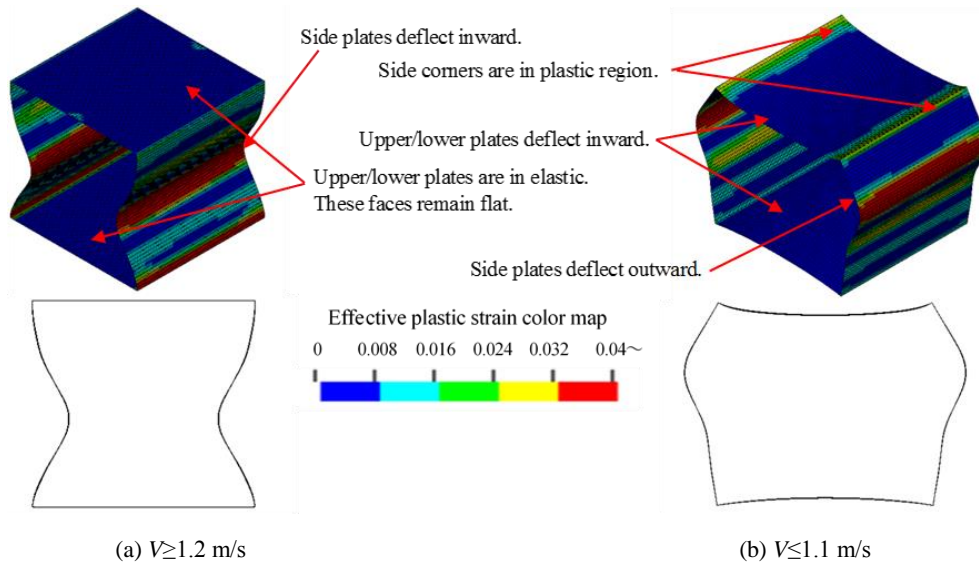 Side plates deflect inward.
Side corners are in plastic region.
Upper/lower plates deflect inward.
Upper/lower plates are in elastic.
These faces remain flat.
Side plates deflect outward.
Effective plastic strain color map
0 0.008 0.016 0.024 0.032 0.04～
(a) V≥1.2 m/s
(b) V≤1.1 m/s